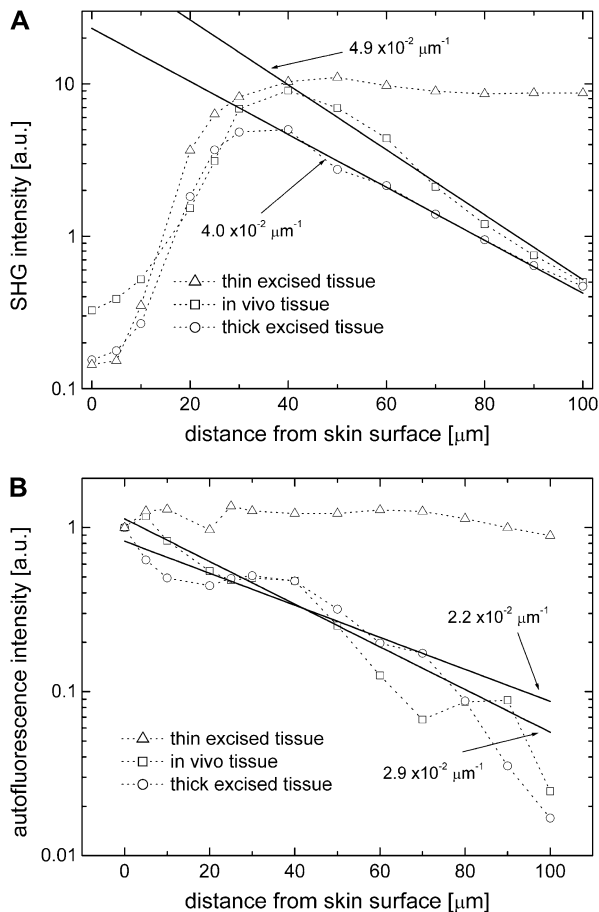 A
SHG intensity [a.u.]
10
1
0.1
4.9 x10⁻² µm⁻¹
4.0 x10⁻² µm⁻¹
thin excised tissue
in vivo tissue
thick excised tissue
0 20 40 60 80 100
distance from skin surface [µm]
B
autofluorescence intensity [a.u.]
1
0.1
0.01
2.2 x10⁻² µm⁻¹
2.9 x10⁻² µm⁻¹
thin excised tissue
in vivo tissue
thick excised tissue
0 20 40 60 80 100
distance from skin surface [µm]